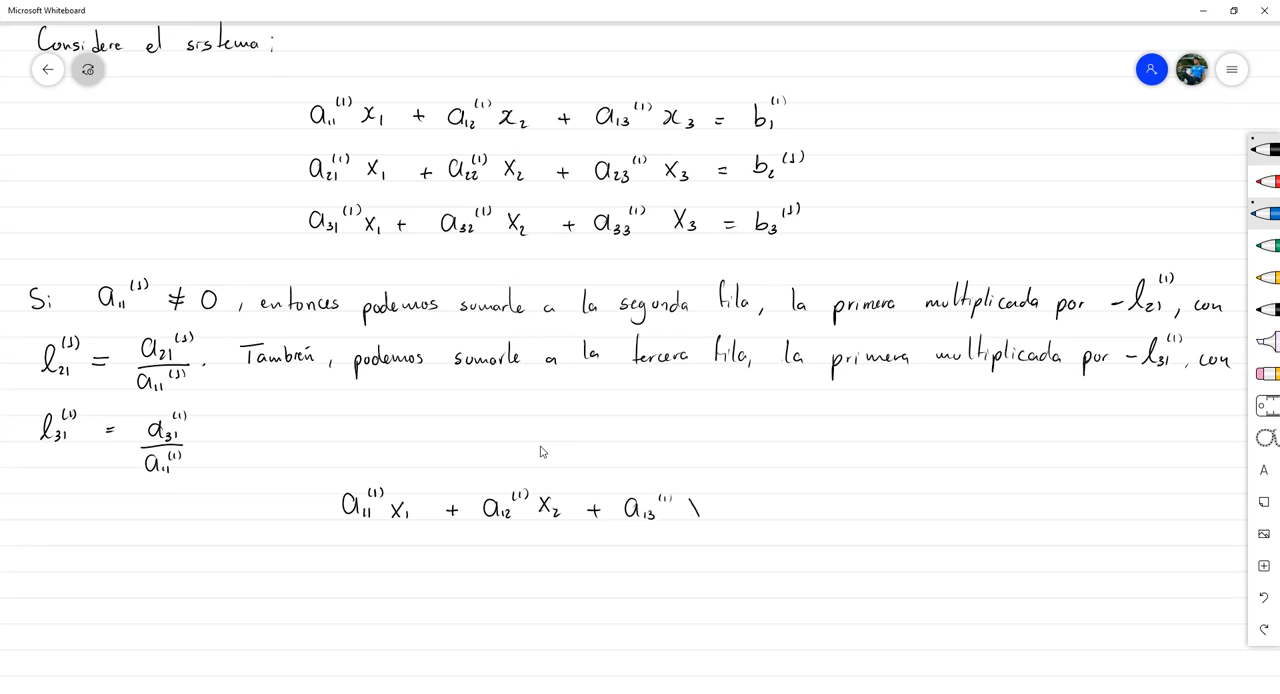 Microsoft Whiteboard
Considere el sistema:
a₁₁⁽¹⁾ x₁ + a₁₂⁽¹⁾ x₂ + a₁₃⁽¹⁾ x₃ = b₁⁽¹⁾
a₂₁⁽¹⁾ x₁ + a₂₂⁽¹⁾ x₂ + a₂₃⁽¹⁾ x₃ = b₂⁽¹⁾
a₃₁⁽¹⁾ x₁ + a₃₂⁽¹⁾ x₂ + a₃₃⁽¹⁾ x₃ = b₃⁽¹⁾
Si a₁₁⁽¹⁾ ≠ 0, entonces podemos sumarle a la segunda fila, la primera multiplicada por -l₂₁⁽¹⁾, con
l₂₁⁽¹⁾ = a₂₁⁽¹⁾ / a₁₁⁽¹⁾. También, podemos sumarle a la tercera fila, la primera multiplicada por -l₃₁⁽¹⁾, con
l₃₁⁽¹⁾ = a₃₁⁽¹⁾ / a₁₁⁽¹⁾
a₁₁⁽¹⁾ x₁ + a₁₂⁽¹⁾ x₂ + a₁₃⁽¹⁾ \